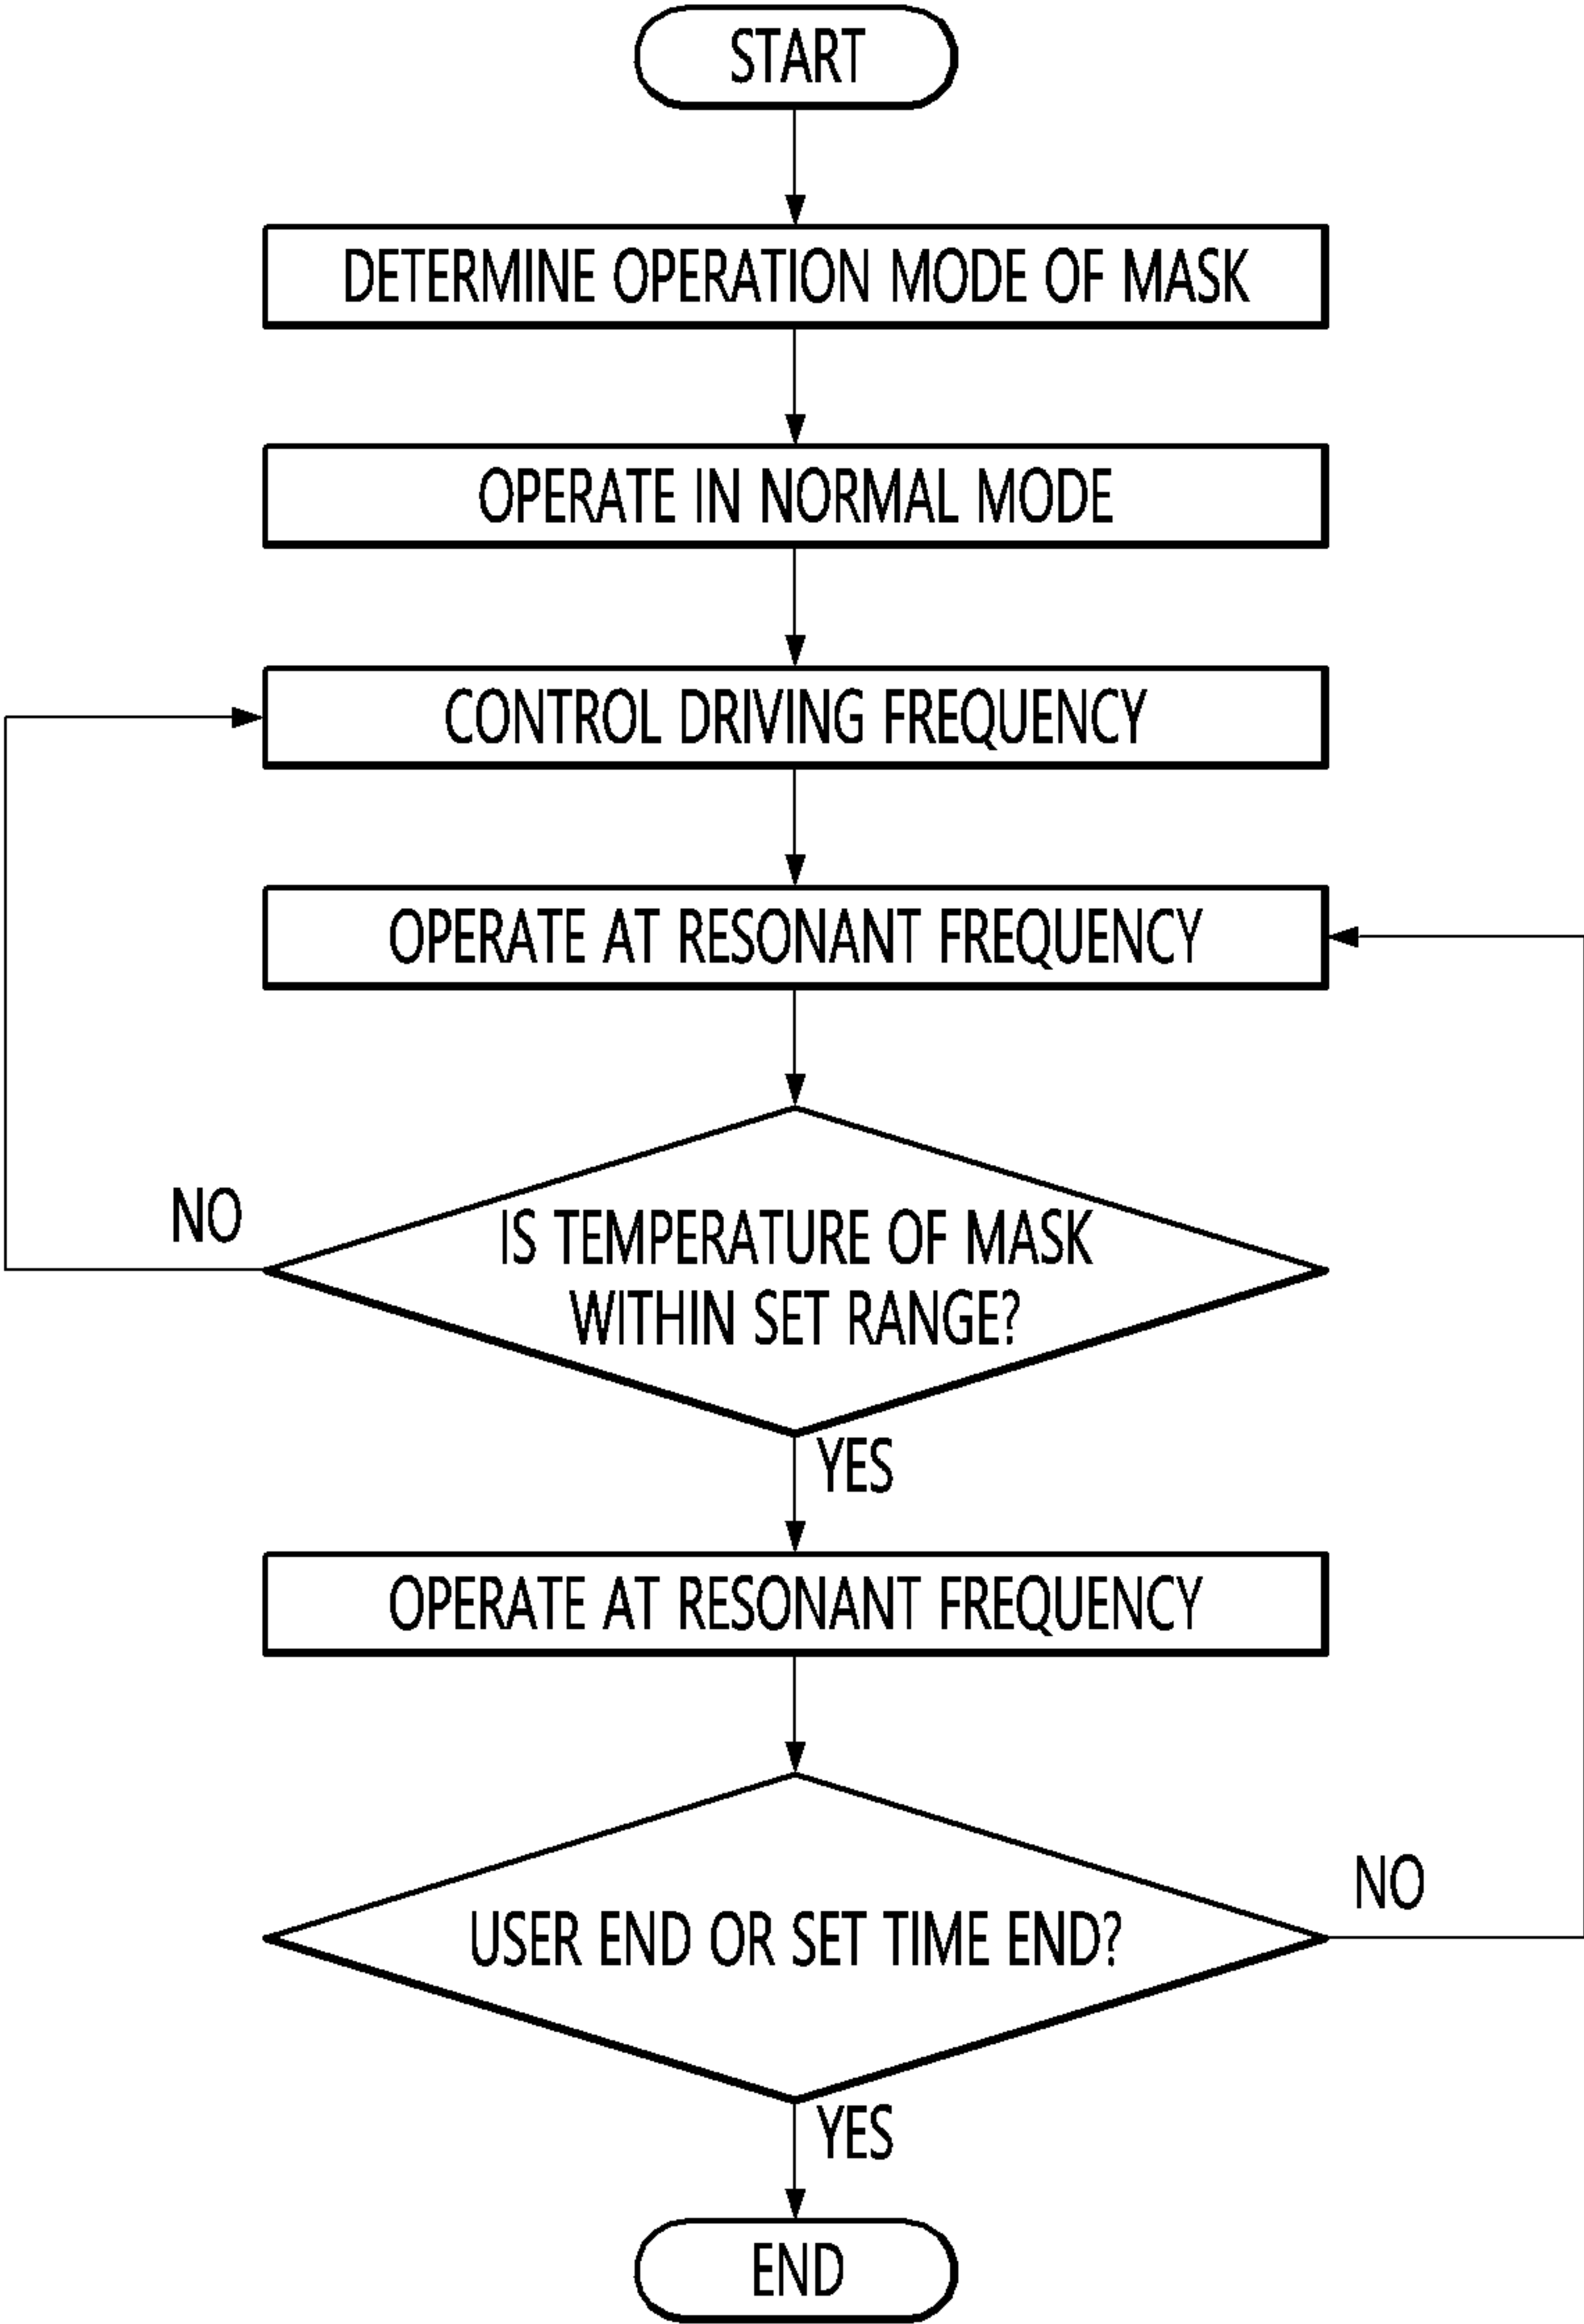 START
DETERMINE OPERATION MODE OF MASK
OPERATE IN NORMAL MODE
CONTROL DRIVING FREQUENCY
OPERATE AT RESONANT FREQUENCY
NO
IS TEMPERATURE OF MASK
WITHIN SET RANGE?
YES
OPERATE AT RESONANT FREQUENCY
NO
USER END OR SET TIME END?
YES
END